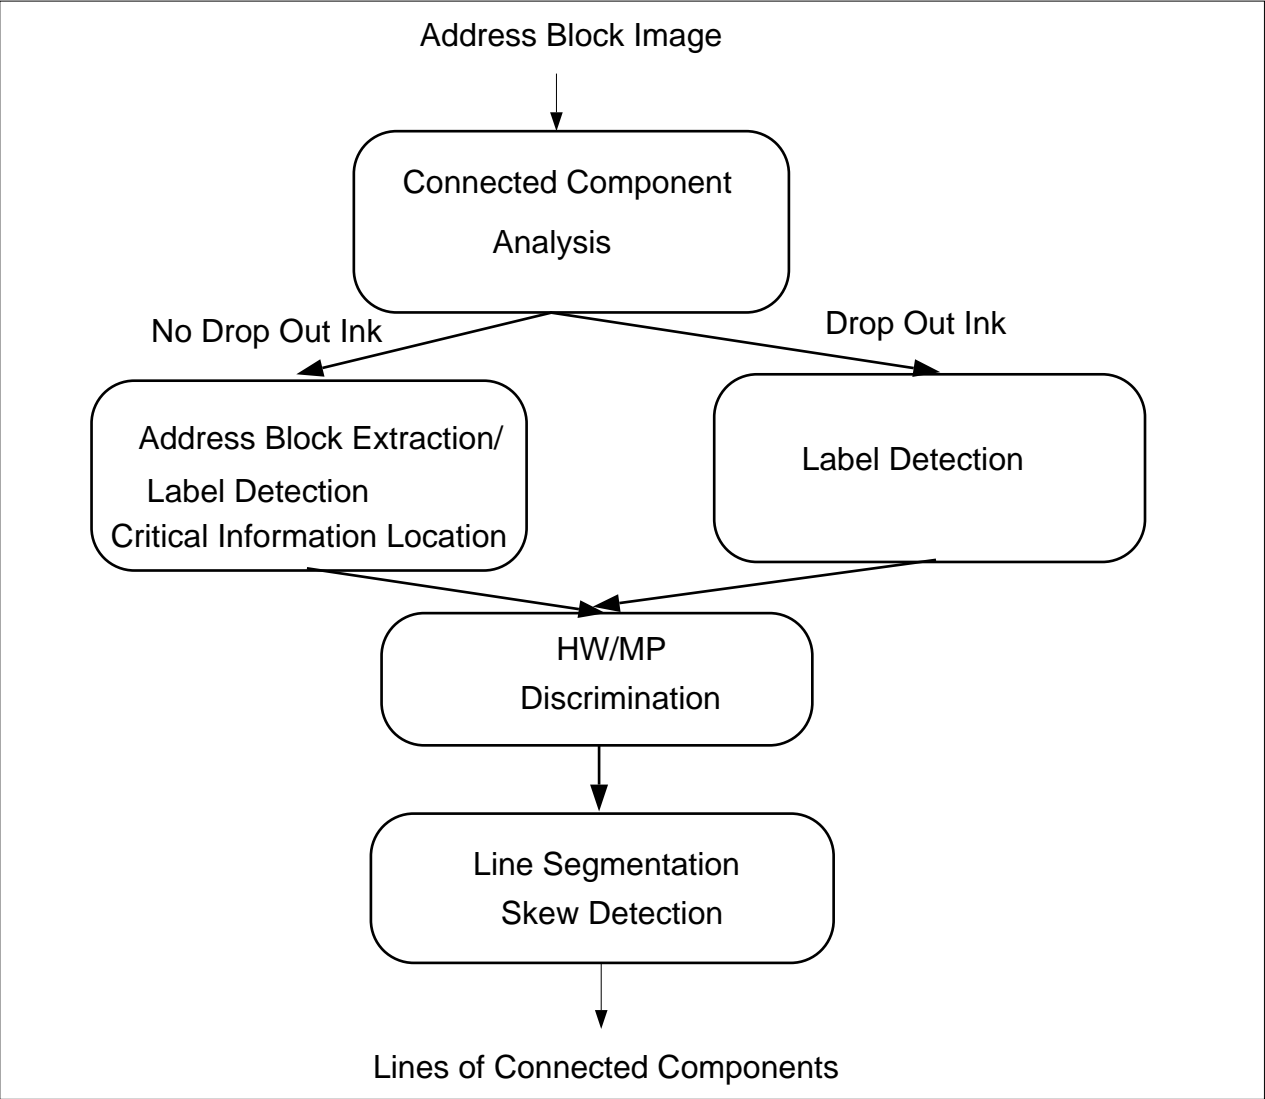 Address Block Image
Connected Component
Analysis
No Drop Out Ink
Drop Out Ink
Address Block Extraction/
Label Detection
Critical Information Location
Label Detection
HW/MP
Discrimination
Line Segmentation
Skew Detection
Lines of Connected Components